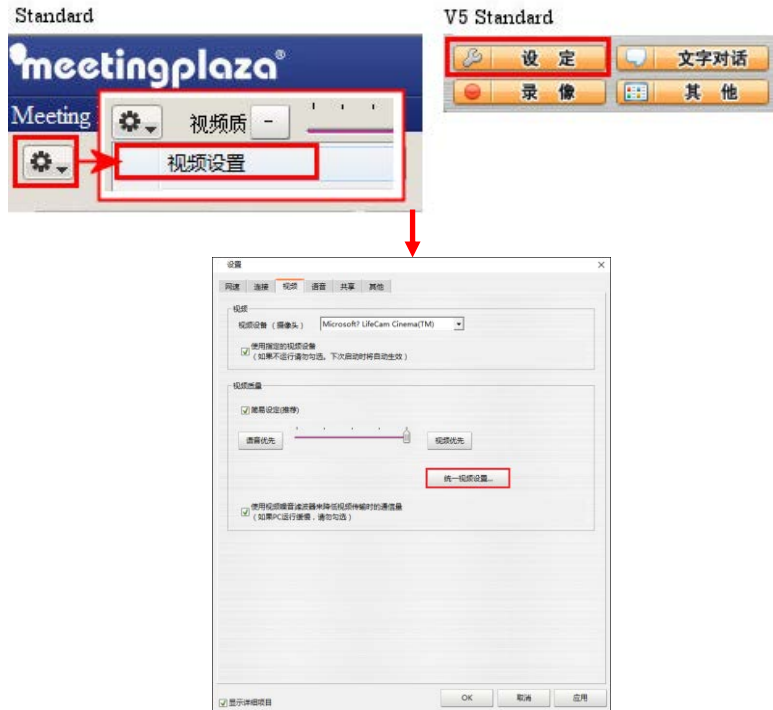 Standard
V5 Standard
meetingplaza®
Meeting
视频质 -
视频设置
设 定
文字对话
录 像
其 他
设置
网速 连接 视频 语音 共享 其他
视频
视频设备（摄像头） Microsoft? LifeCam Cinema(TM)
使用指定的视频设备
（如果不运行请勿勾选。下次启动时将自动生效）
视频质量
简易设定(推荐)
语音优先
视频优先
统一视频设置...
使用视频噪音滤波器来降低视频传输时的通信量
（如果PC运行缓慢，请勿勾选）
显示详细项目
OK
取消
应用